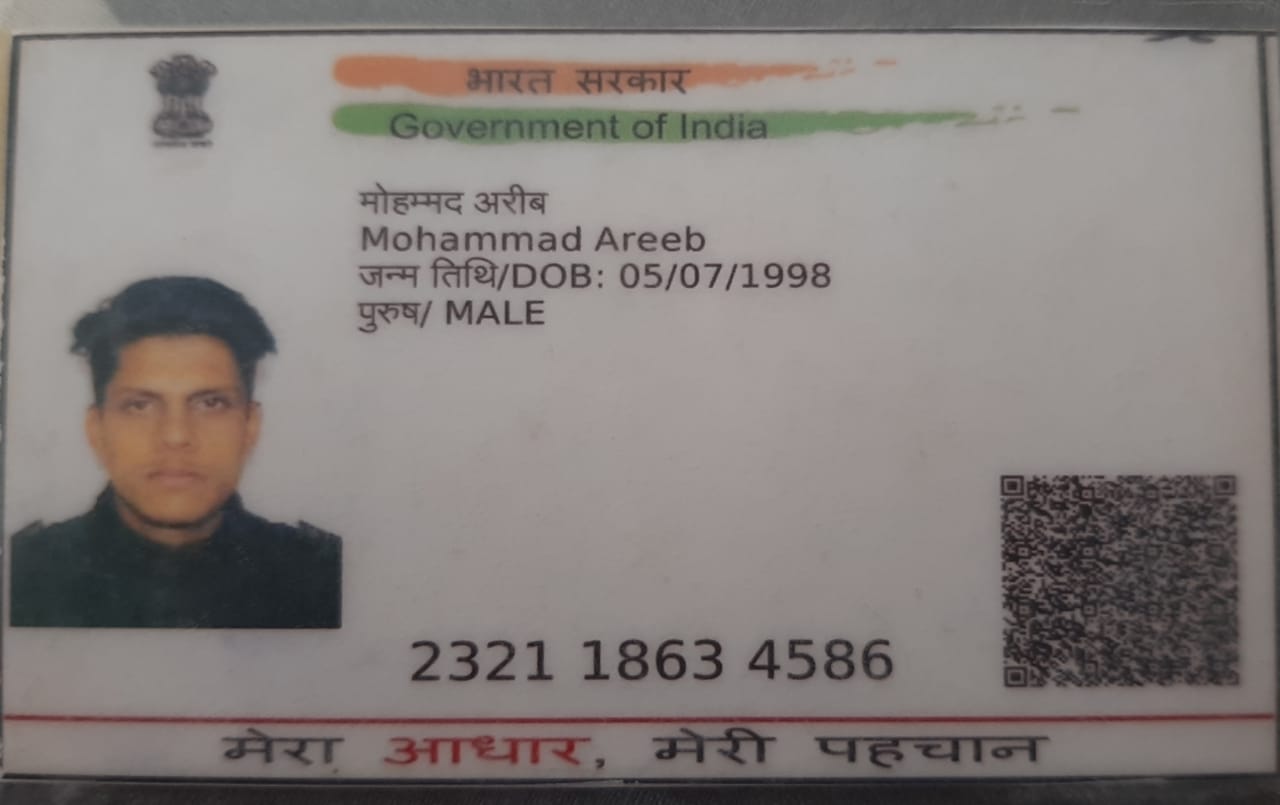 भारत सरकार
Government of India
मोहम्मद अरीब
Mohammad Areeb
जन्म तिथि/DOB: 05/07/1998
पुरुष/ MALE
2321 1863 4586
मेरा आधार, मेरी पहचान